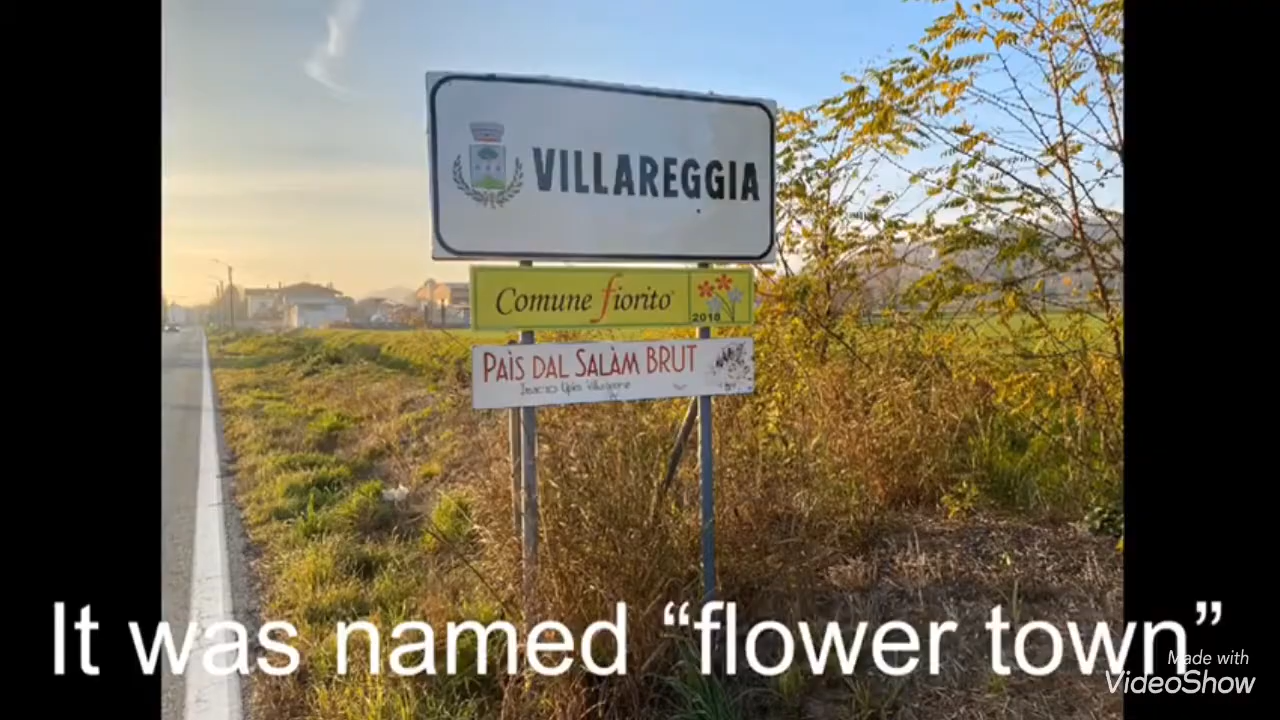 VILLAREGGIA
Comune fiorito
2018
PAÌS DAL SALÀM BRUT
It was named “flower town”
Made with
VideoShow